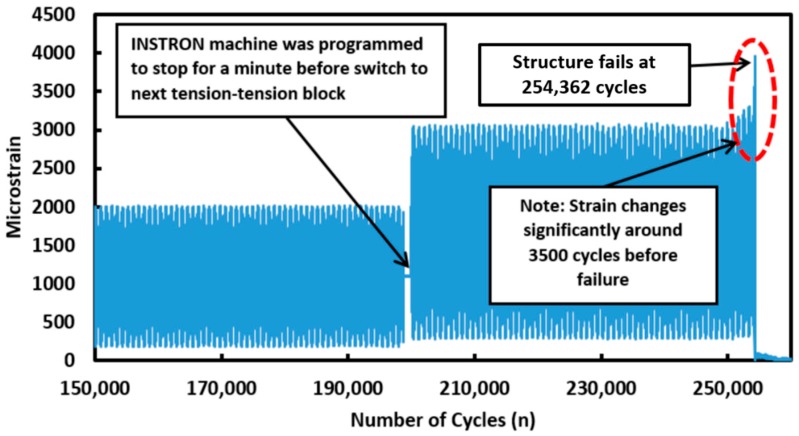 4500
4000
3500
3000
2500
2000
1500
1000
500
0
Microstrain
INSTRON machine was programmed
to stop for a minute before switch to
next tension-tension block
Structure fails at
254,362 cycles
Note: Strain changes
significantly around
3500 cycles before
failure
150,000
170,000
190,000
210,000
230,000
250,000
Number of Cycles (n)